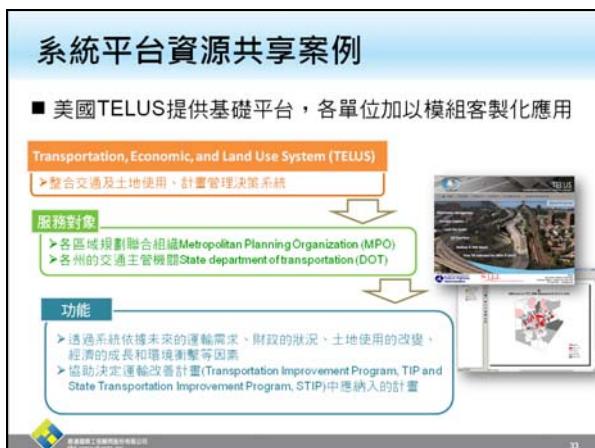 系統平台資源共享案例
■ 美國TELUS提供基礎平台，各單位加以模組客製化應用
Transportation, Economic, and Land Use System (TELUS)
➢整合交通及土地使用、計畫管理決策系統
服務對象
➢各區域規劃聯合組織Metropolitan Planning Organization (MPO)
➢各州的交通主管機關State department of transportation (DOT)
功能
➢透過系統依據未來的運輸需求、財政的狀況、土地使用的改變、
經濟的成長和環境衝擊等因素
➢協助決定運輸改善計畫(Transportation Improvement Program, TIP and
State Transportation Improvement Program, STIP)中應納入的計畫
TELUS
33